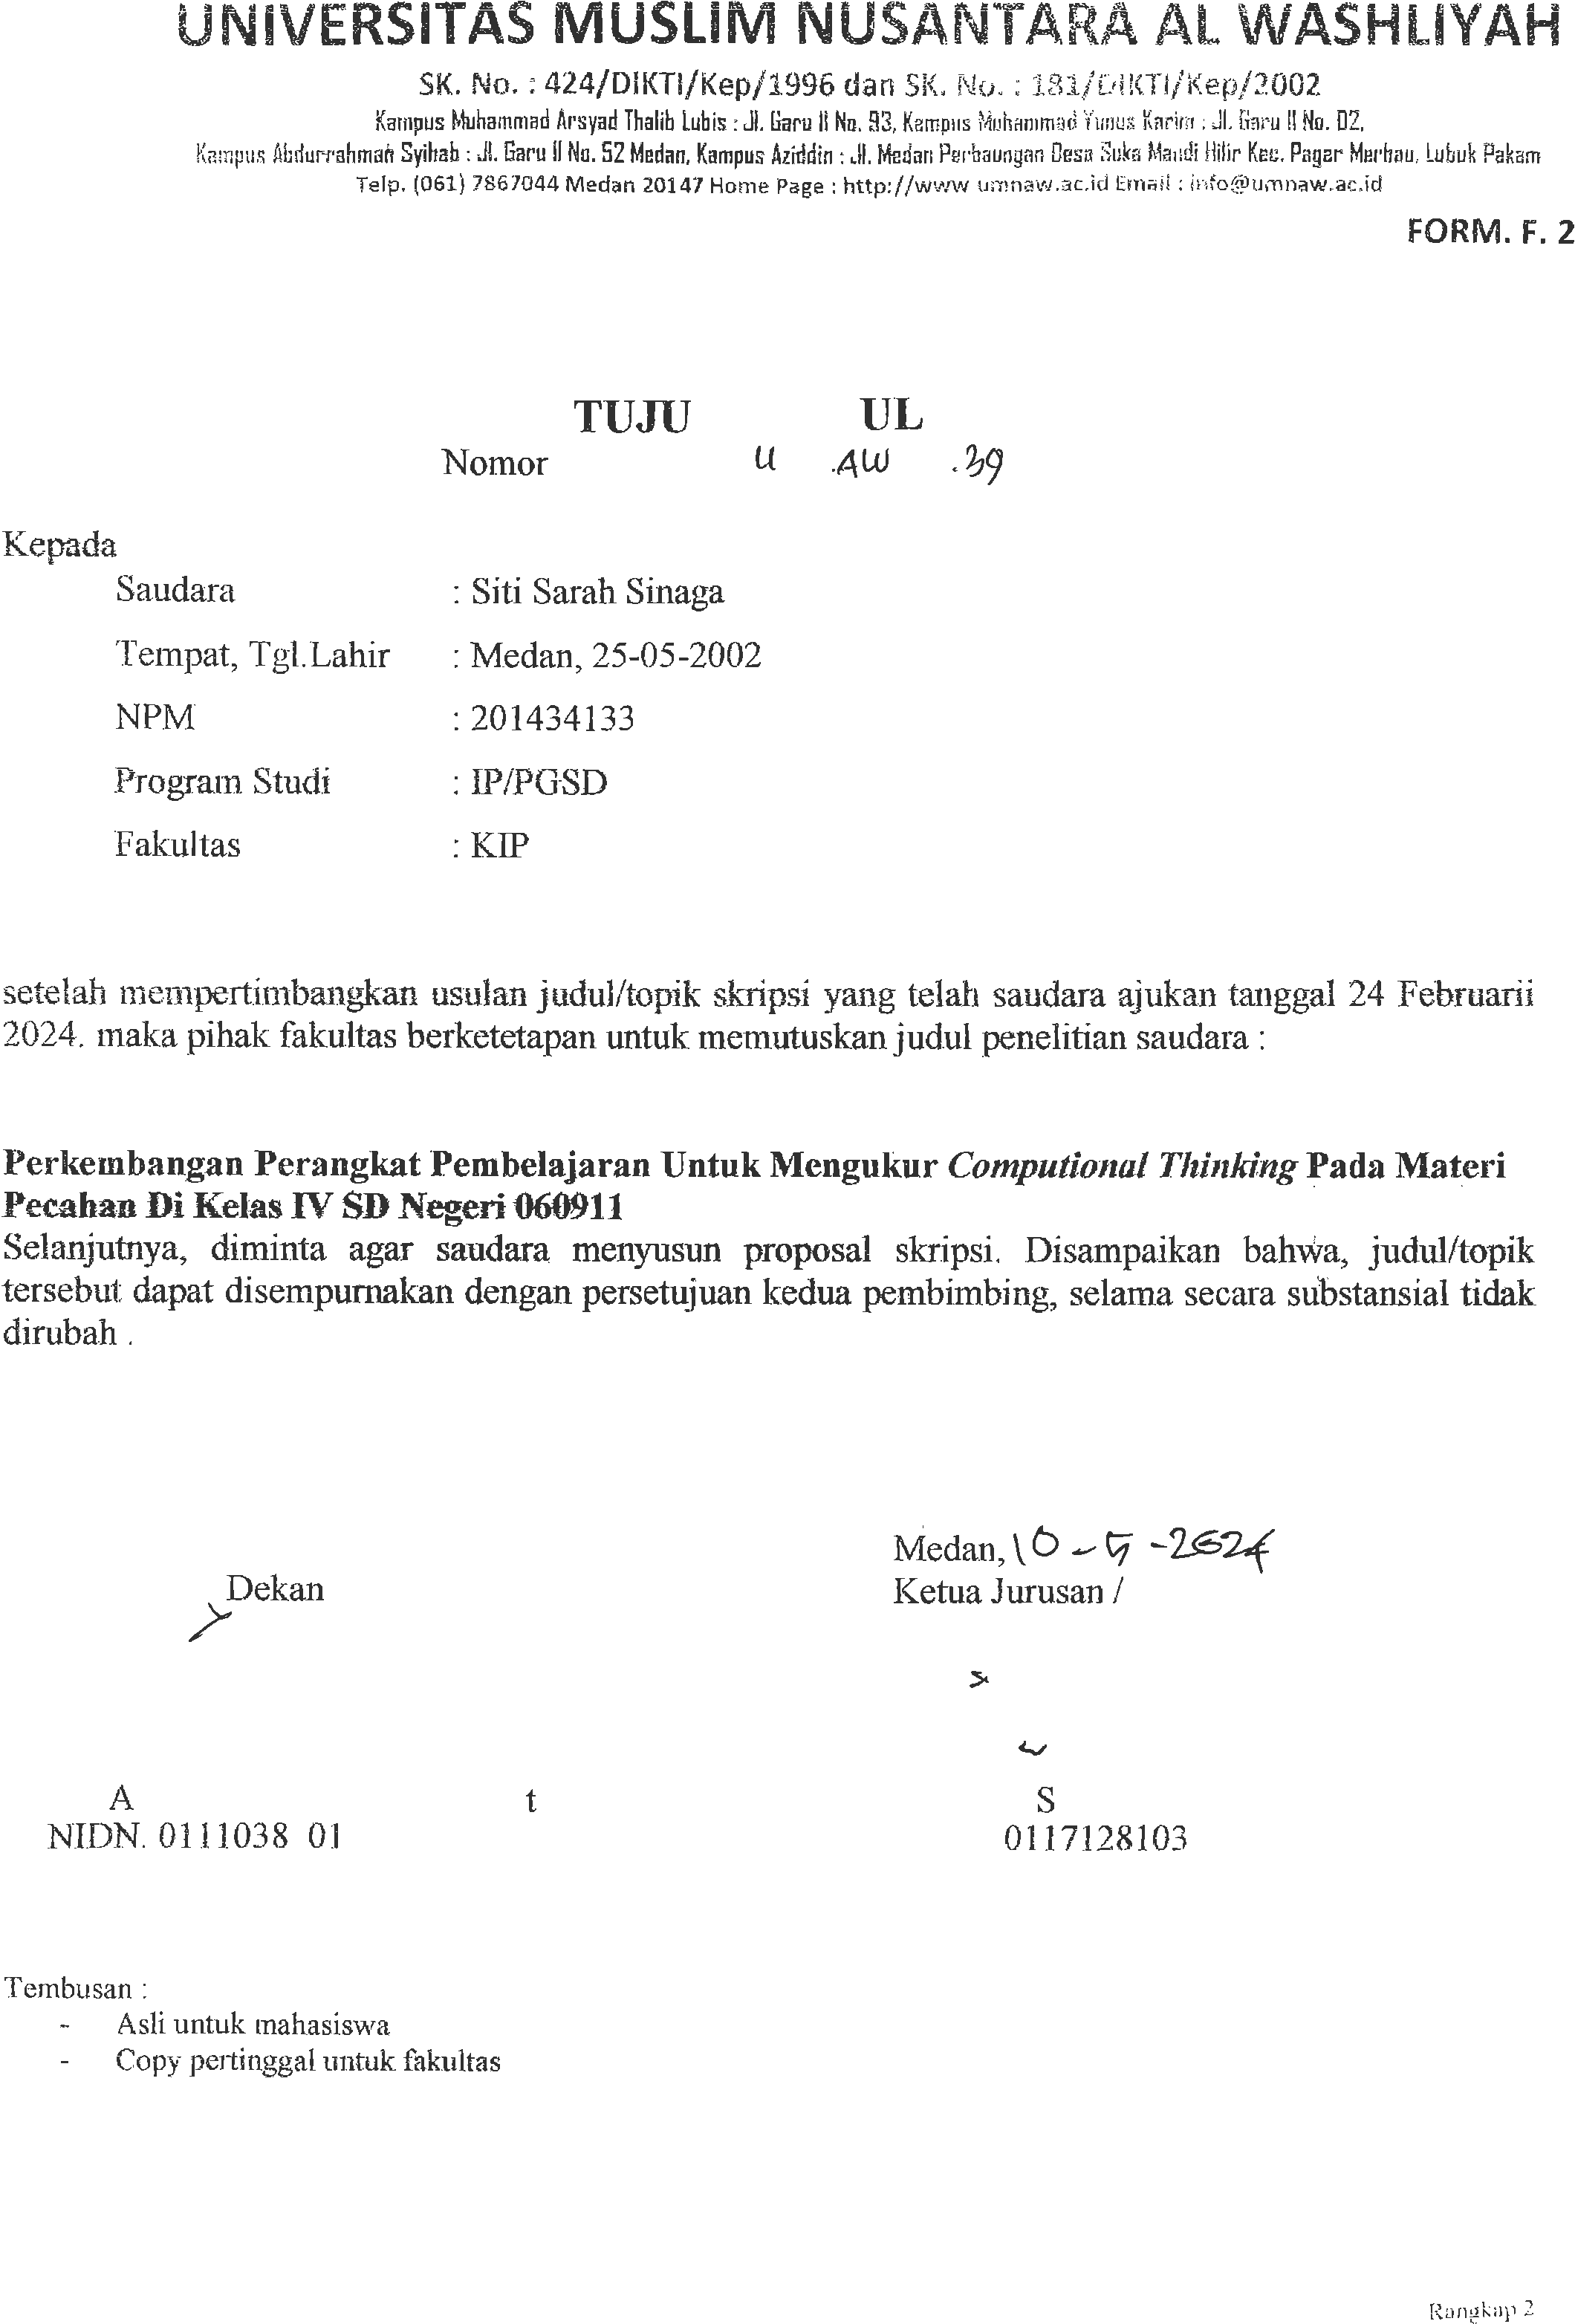 UNIVERSITAS MUSLIM NUSANTARA AL WASHLIYAH
SK. No. : 424/DIKTI/Kep/1996 dan SK. No. : 181/DIKTI/Kep/2002
Kampus Muhammad Arsyad Thalib Lubis : Jl. Garu II No. 93, Kampus Muhammad Yunus Karim : Jl. Garu II No. 02,
Kampus Abdurrahman Syihab : Jl. Garu II No. 52 Medan, Kampus Aziddin : Jl. Medan Perbaungan Desa Suka Mandi Hilir Kec. Pagar Merbau, Lubuk Pakam
Telp. (061) 7867044 Medan 20147 Home Page : http://www umnaw.ac.id Email : info@umnaw.ac.id
FORM. F. 2
TUJU UL
Nomor U .AW .39
Kepada
Saudara : Siti Sarah Sinaga
Tempat, Tgl.Lahir : Medan, 25-05-2002
NPM : 201434133
Program Studi : IP/PGSD
Fakultas : KIP
setelah mempertimbangkan usulan judul/topik skripsi yang telah saudara ajukan tanggal 24 Februarii
2024. maka pihak fakultas berketetapan untuk memutuskan judul penelitian saudara :
Perkembangan Perangkat Pembelajaran Untuk Mengukur Computional Thinking Pada Materi
Pecahan Di Kelas IV SD Negeri 060911
Selanjutnya, diminta agar saudara menyusun proposal skripsi. Disampaikan bahwa, judul/topik
tersebut dapat disempurnakan dengan persetujuan kedua pembimbing, selama secara substansial tidak
dirubah .
Medan, 10-5-2024
Dekan Ketua Jurusan /
A t S
NIDN. 0111038 01 0117128103
Tembusan :
- Asli untuk mahasiswa
- Copy pertinggal untuk fakultas
Rangkap 2